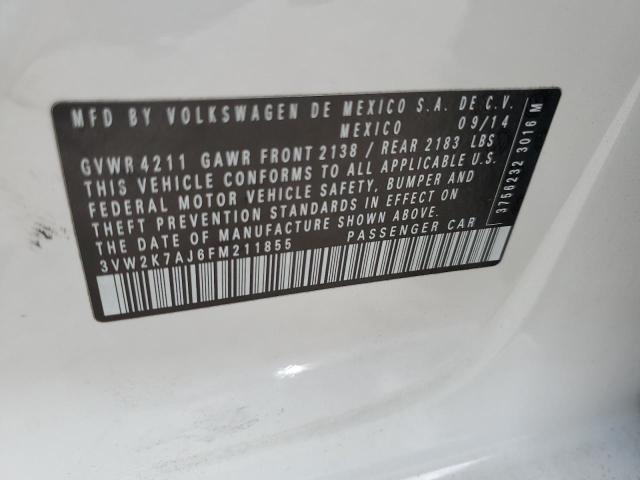 MFD BY VOLKSWAGEN DE MEXICO S.A. DE C.V.
MEXICO 09/14
GVWR 4211 GAWR FRONT 2138 / REAR 2183 LBS
THIS VEHICLE CONFORMS TO ALL APPLICABLE U.S.
FEDERAL MOTOR VEHICLE SAFETY, BUMPER AND
THEFT PREVENTION STANDARDS IN EFFECT ON
THE DATE OF MANUFACTURE SHOWN ABOVE.
3VW2K7AJ6FM211855 PASSENGER CAR
3756232 3016 M